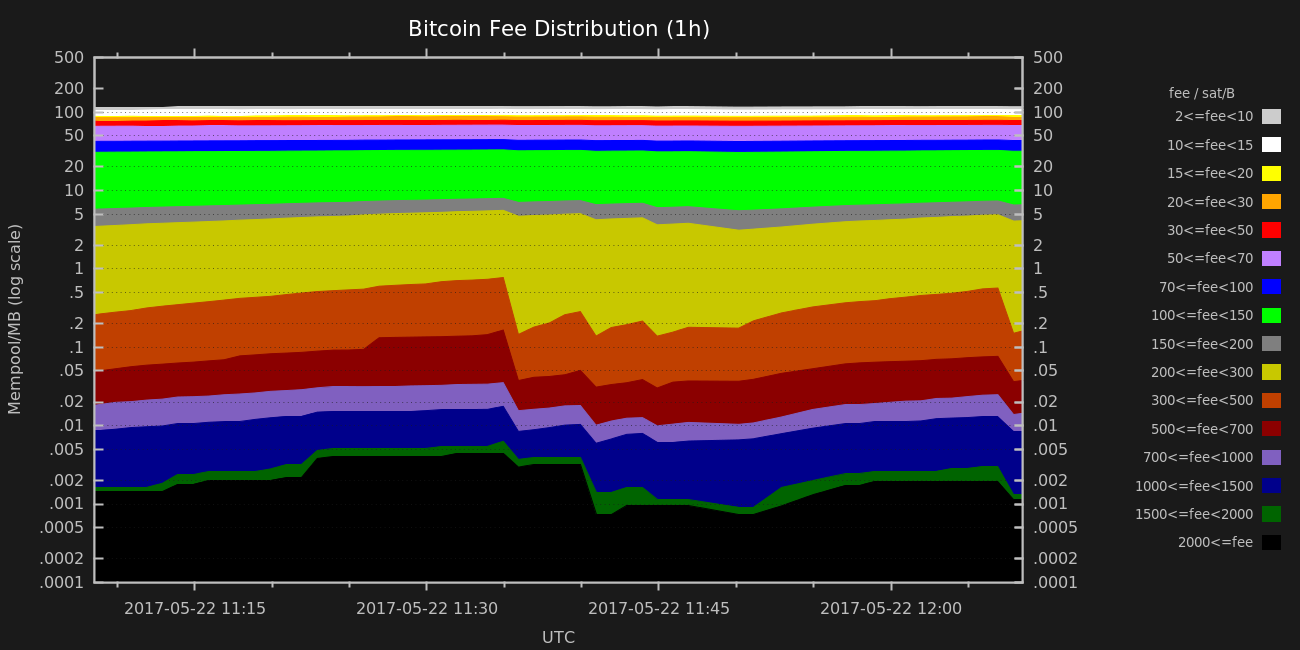 Bitcoin Fee Distribution (1h)
500 500
200 200
100 100
50 50
20 20
10 10
5 5
2 2
1 1
.5 .5
.2 .2
.1 .1
.05 .05
.02 .02
.01 .01
.005 .005
.002 .002
.001 .001
.0005 .0005
.0002 .0002
.0001 .0001
Mempool/MB (log scale)
2017-05-22 11:15 2017-05-22 11:30 2017-05-22 11:45 2017-05-22 12:00
UTC
fee / sat/B
2<=fee<10
10<=fee<15
15<=fee<20
20<=fee<30
30<=fee<50
50<=fee<70
70<=fee<100
100<=fee<150
150<=fee<200
200<=fee<300
300<=fee<500
500<=fee<700
700<=fee<1000
1000<=fee<1500
1500<=fee<2000
2000<=fee